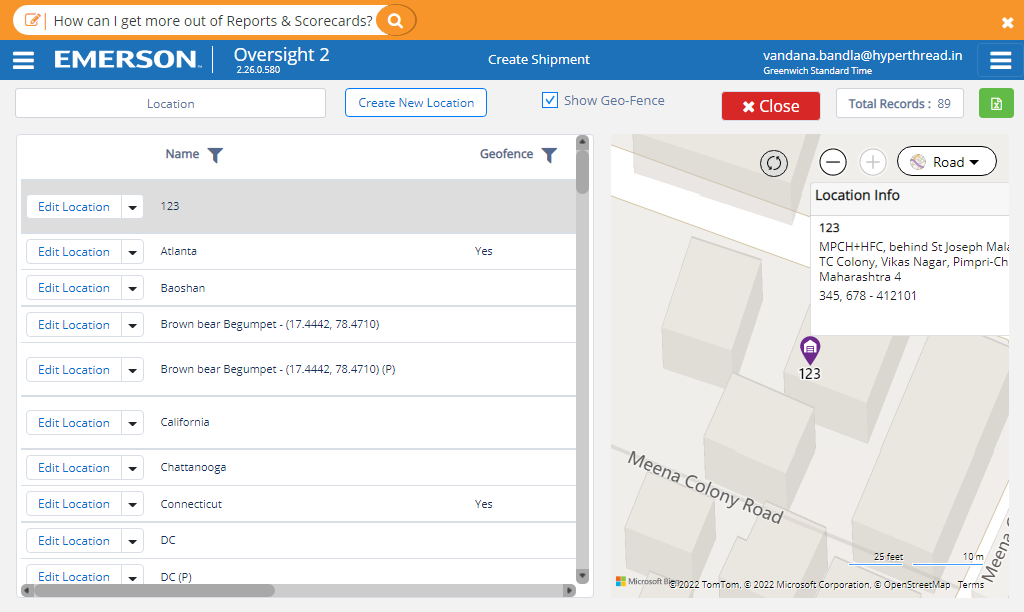 How can I get more out of Reports & Scorecards?
EMERSON
Oversight 2
2.26.0.580
Create Shipment
vandana.bandla@hyperthread.in
Greenwich Standard Time
Location
Create New Location
Show Geo-Fence
Close
Total Records : 89
Name
Geofence
Edit Location 123
Edit Location Atlanta Yes
Edit Location Baoshan
Edit Location Brown bear Begumpet - (17.4442, 78.4710)
Edit Location Brown bear Begumpet - (17.4442, 78.4710) (P)
Edit Location California
Edit Location Chattanooga
Edit Location Connecticut Yes
Edit Location DC
Edit Location DC (P)
Road
Location Info
123
MPCH+HFC, behind St Joseph Mala
TC Colony, Vikas Nagar, Pimpri-Ch
Maharashtra 4
345, 678 - 412101
123
Meena Colony Road
Meena
25 feet
10 m
Microsoft Bi
© 2022 TomTom, © 2022 Microsoft Corporation, © OpenStreetMap Terms